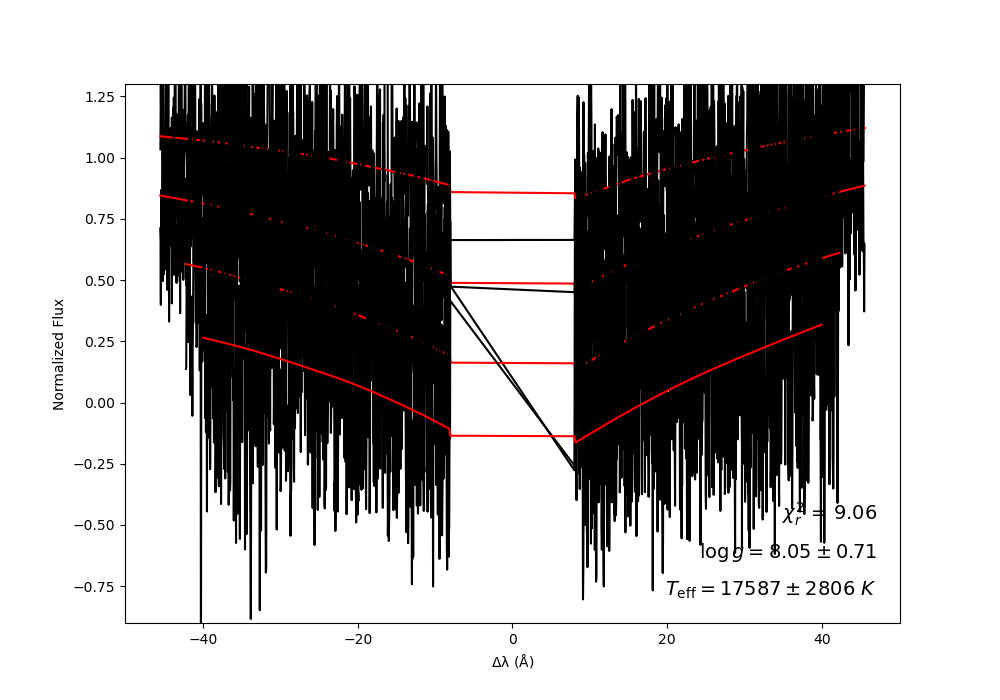 1.25
1.00
0.75
0.50
0.25
0.00
−0.25
−0.50
−0.75
Normalized Flux
χ²ᵣ = 9.06
log g = 8.05 ± 0.71
T_eff = 17587 ± 2806 K
−40 −20 0 20 40
Δλ (Å)